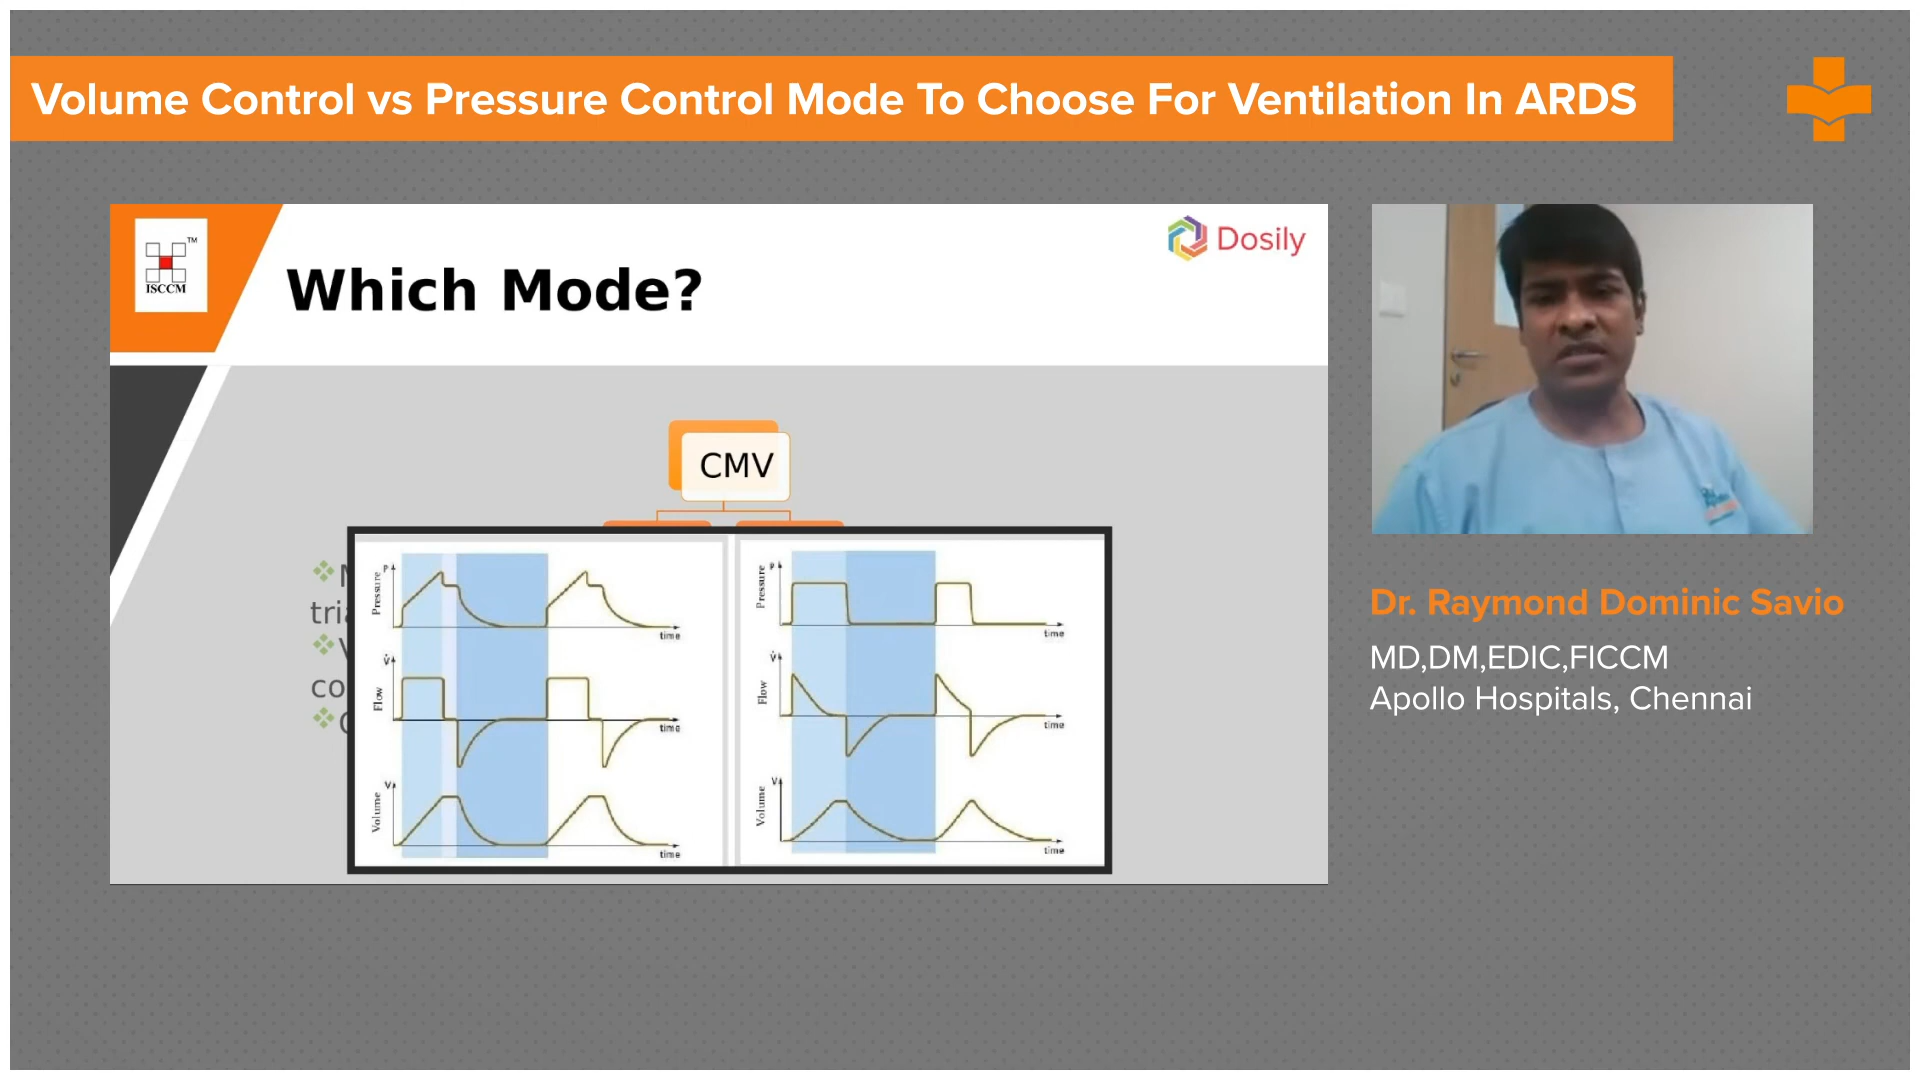 Volume Control vs Pressure Control Mode To Choose For Ventilation In ARDS
TM
ISCCM
Which Mode?
Dosily
CMV
tria
co
Pressure
P
time
V̇
Flow
time
V
Volume
time
Pressure
P
time
V̇
Flow
time
V
Volume
time
Dr. Raymond Dominic Savio
MD,DM,EDIC,FICCM
Apollo Hospitals, Chennai